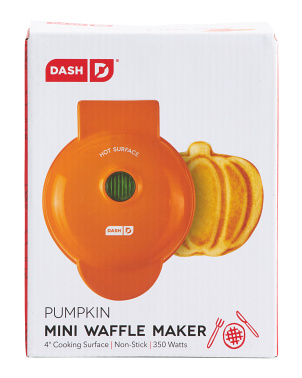 DASH
HOT SURFACE
DASH
PUMPKIN
MINI WAFFLE MAKER
4" Cooking Surface | Non-Stick | 350 Watts